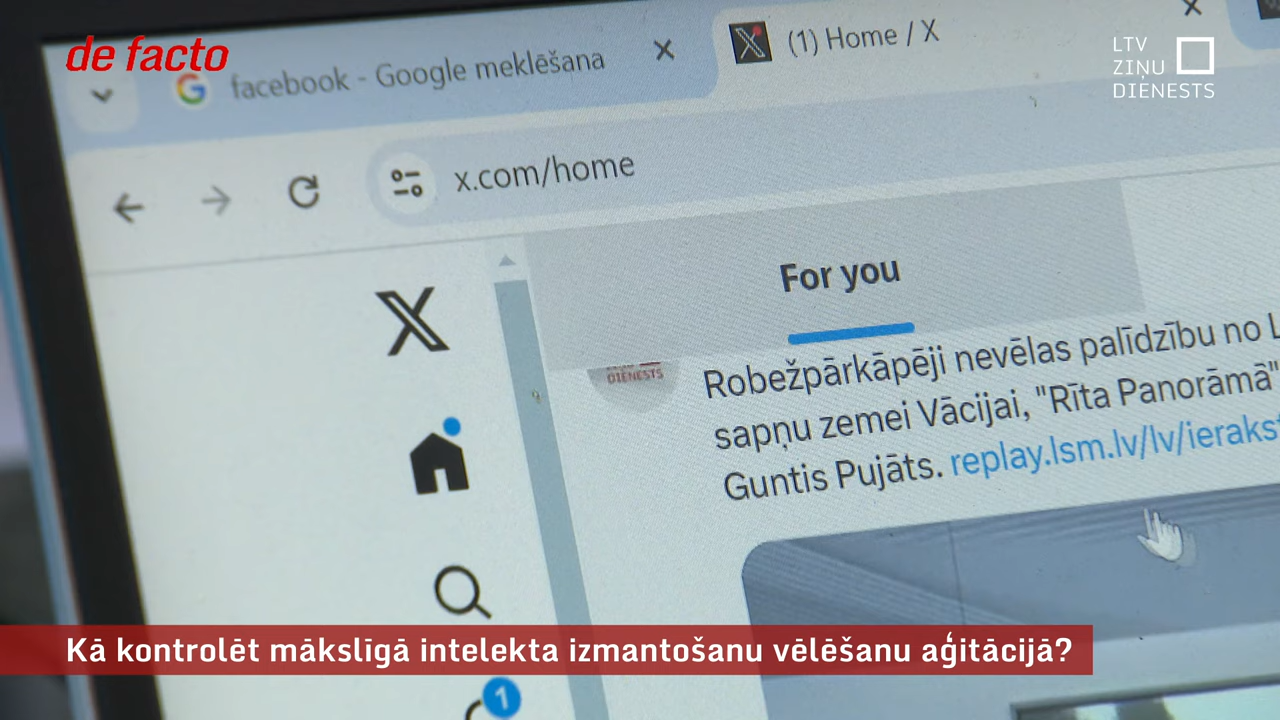 de facto
facebook - Google meklēšana
(1) Home / X
LTV
ZIŅU
DIENESTS
x.com/home
For you
DIENESTS
Robežpārkāpēji nevēlas palīdzību no L
sapņu zemei Vācijai, "Rīta Panorāmā"
Guntis Pujāts. replay.lsm.lv/lv/ierakst
Kā kontrolēt mākslīgā intelekta izmantošanu vēlēšanu aģitācijā?
1